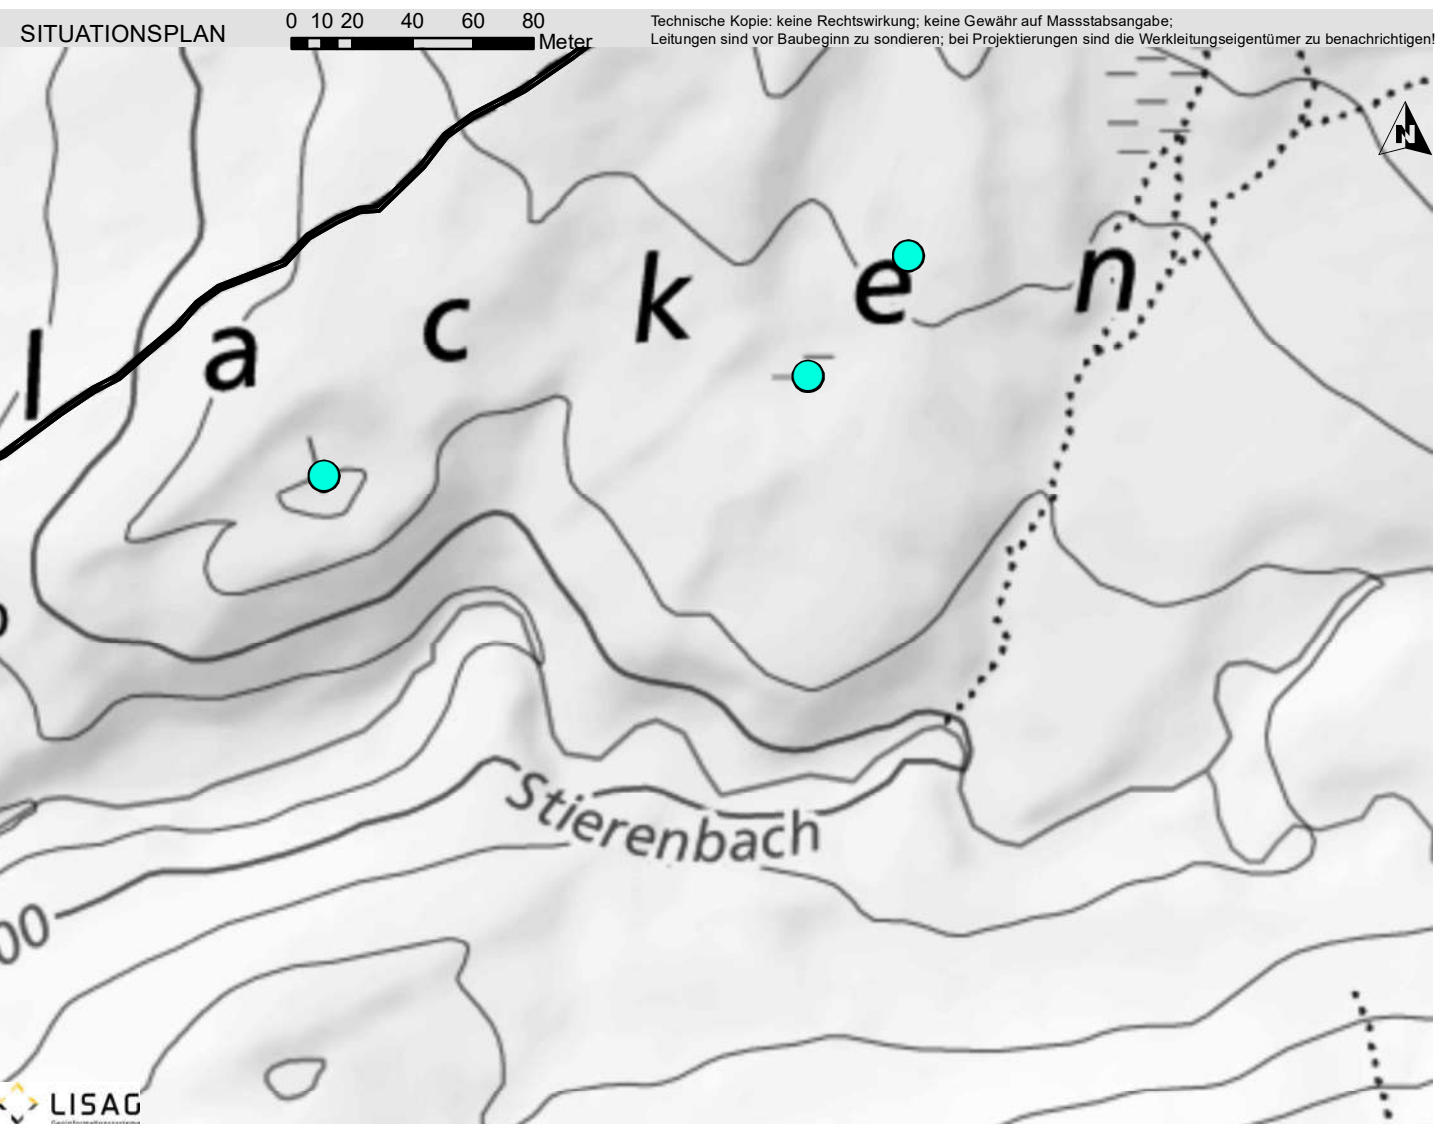 0 10 20 40 60 80
SITUATIONSPLAN
Meter
Technische Kopie: keine Rechtswirkung; keine Gewähr auf Massstabsangabe;
Leitungen sind vor Baubeginn zu sondieren; bei Projektierungen sind die Werkleitungseigentümer zu benachrichtigen!
N
l a c k e n
Stierenbach
00
LISAG